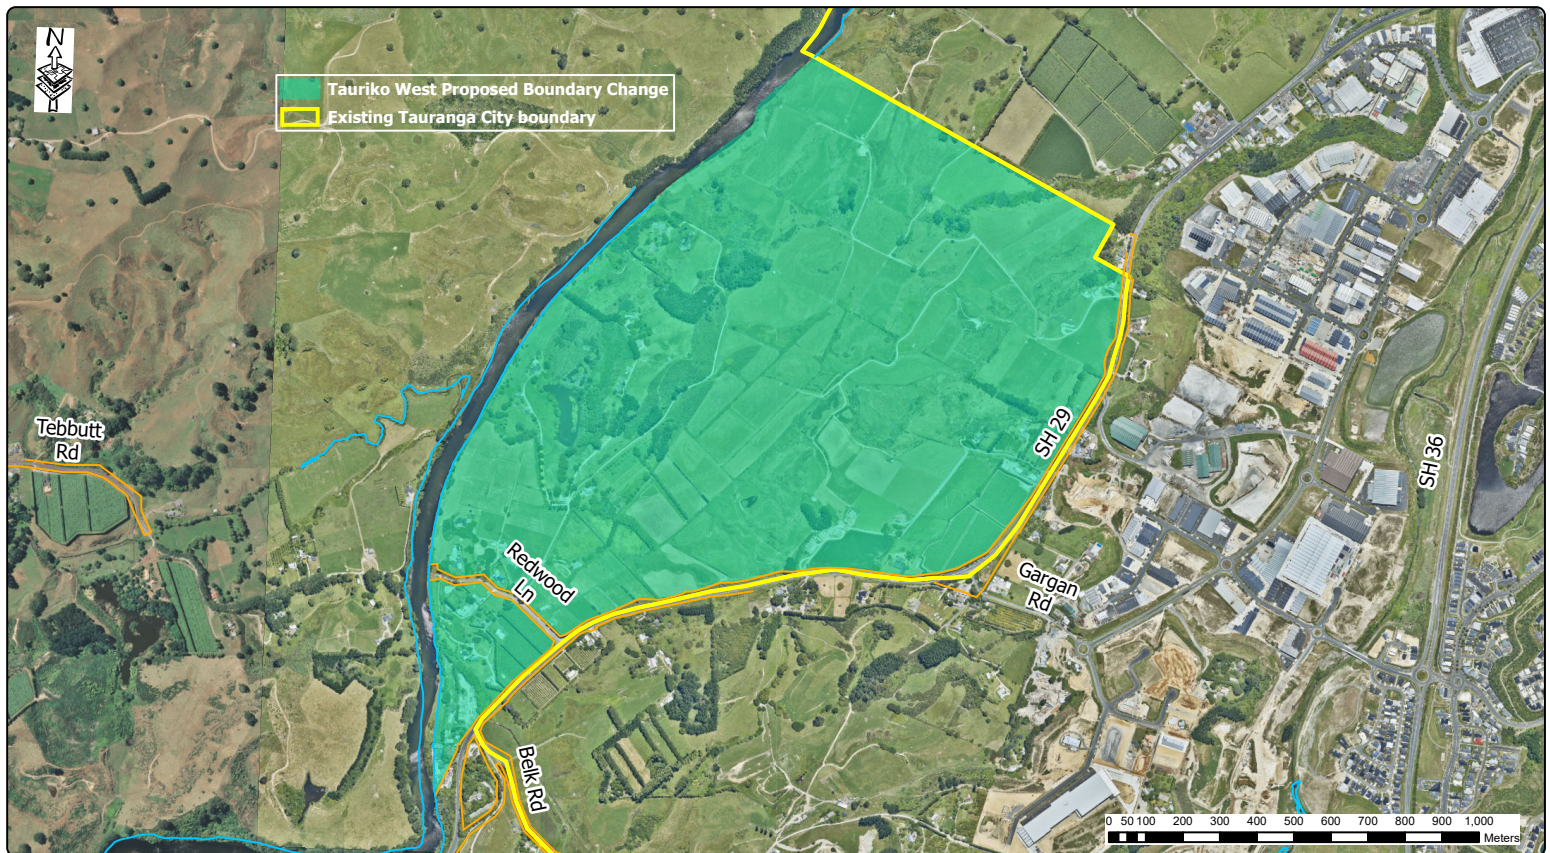 N
Tauriko West Proposed Boundary Change
Existing Tauranga City boundary
Tebbutt
Rd
SH 29
SH 36
Redwood
Ln
Gargan
Rd
Belk Rd
0 50 100 200 300 400 500 600 700 800 900 1,000
Meters